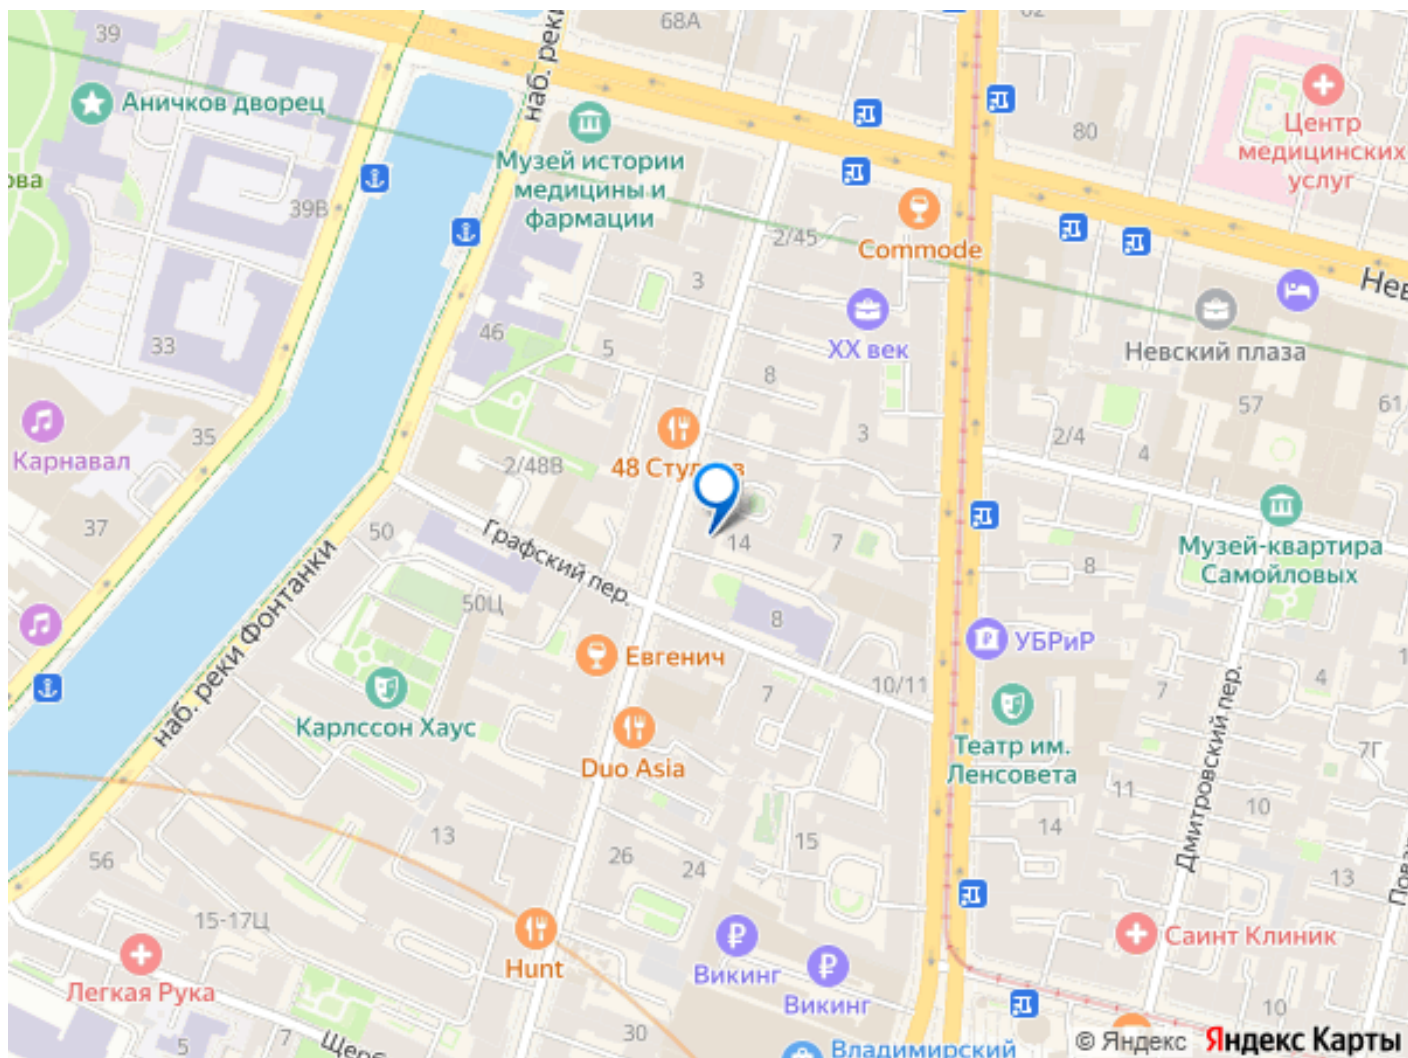 39
Аничков дворец
ова
39В
33
наб. реки
68А
62
Музей истории
медицины и
фармации
2/45
Commode
80
Центр
медицинских
услуг
3
46
5
XX век
Невский плаза
8
57
61/
35
Карнавал
48
2/48В
3
2/4
4
37
50
Графский пер.
14
7
Музей-квартира
Самойловых
8
50Ц
наб. реки Фонтанки
Евгенич
8
УБРиР
7
10/11
7
4
Карлссон Хаус
Duo Asia
Театр им.
Ленсовета
Дмитровский пер.
7Г
11
10
13
15
14
56
26
24
13
15-17Ц
Hunt
Викинг
Викинг
Саинт Клиник
Легкая Рука
5
7
30
10
Владимирский
© Яндекс Яндекс Карты